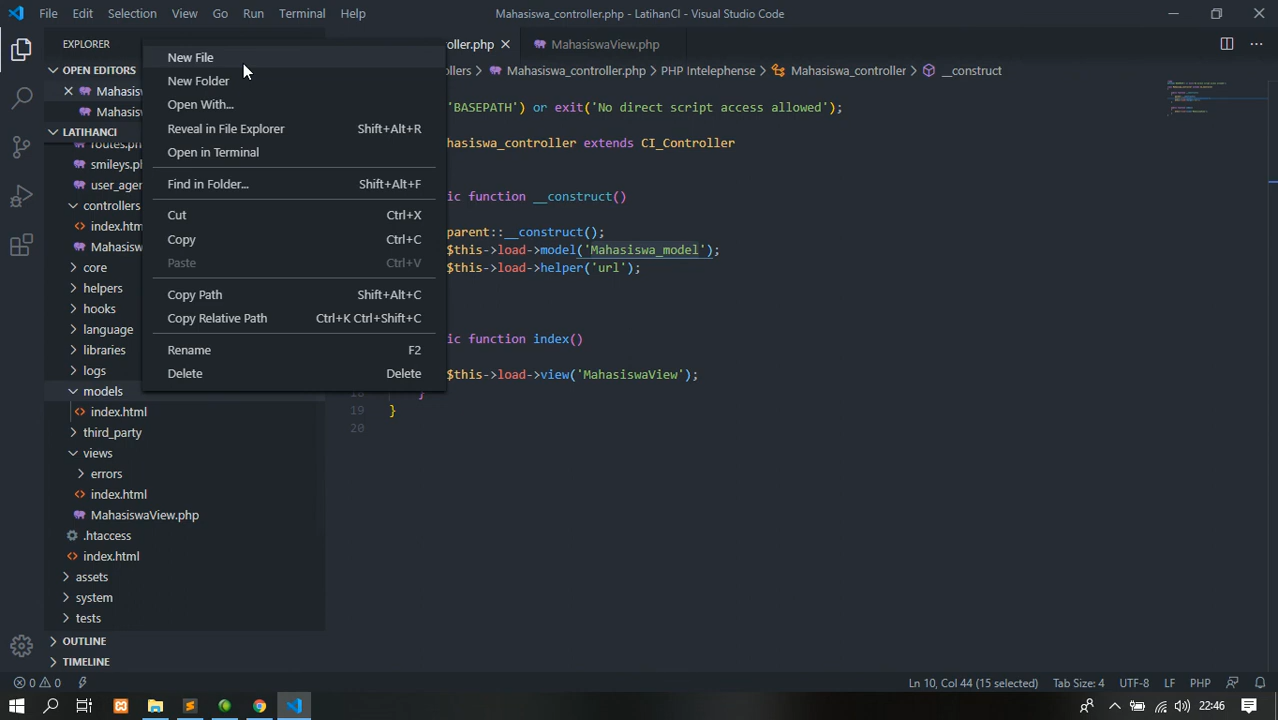 File Edit Selection View Go Run Terminal Help Mahasiswa_controller.php - LatihanCI - Visual Studio Code
EXPLORER
oller.php MahasiswaView.php
OPEN EDITORS
llers Mahasiswa_controller.php PHP Intelephense Mahasiswa_controller __construct
Mahasis
Mahasis
LATIHANCI
smileys.ph
user_agen
controllers
index.htm
Mahasisw
core
helpers
hooks
language
libraries
logs
models
index.html
third_party
views
errors
index.html
MahasiswaView.php
.htaccess
index.html
assets
system
tests
OUTLINE
TIMELINE
New File
New Folder
Open With...
Reveal in File Explorer Shift+Alt+R
Open in Terminal
Find in Folder... Shift+Alt+F
Cut Ctrl+X
Copy Ctrl+C
Paste Ctrl+V
Copy Path Shift+Alt+C
Copy Relative Path Ctrl+K Ctrl+Shift+C
Rename F2
Delete Delete
'BASEPATH') or exit('No direct script access allowed');
hasiswa_controller extends CI_Controller
ic function __construct()
parent::__construct();
$this->load->model('Mahasiswa_model');
$this->load->helper('url');
ic function index()
$this->load->view('MahasiswaView');
}
19 }
20
0 0 Ln 10, Col 44 (15 selected) Tab Size: 4 UTF-8 LF PHP
22:46